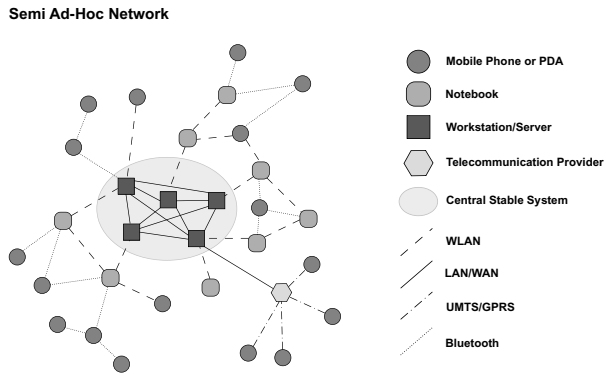 Semi Ad-Hoc Network
Mobile Phone or PDA
Notebook
Workstation/Server
Telecommunication Provider
Central Stable System
WLAN
LAN/WAN
UMTS/GPRS
Bluetooth